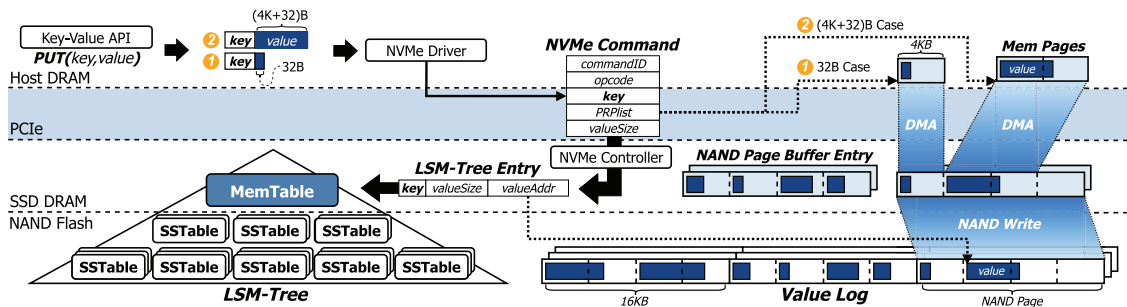 Key-Value API
PUT(key,value)
(4K+32)B
2 key value
1 key
32B
NVMe Driver
NVMe Command
commandID
opcode
key
PRPlist
valueSize
2 (4K+32)B Case
1 32B Case
4KB
Mem Pages
value
Host DRAM
PCIe
DMA
DMA
NVMe Controller
LSM-Tree Entry
key valueSize valueAddr
NAND Page Buffer Entry
MemTable
SSD DRAM
NAND Flash
NAND Write
SSTable SSTable SSTable
SSTable SSTable SSTable SSTable SSTable
LSM-Tree
value
16KB
Value Log
NAND Page